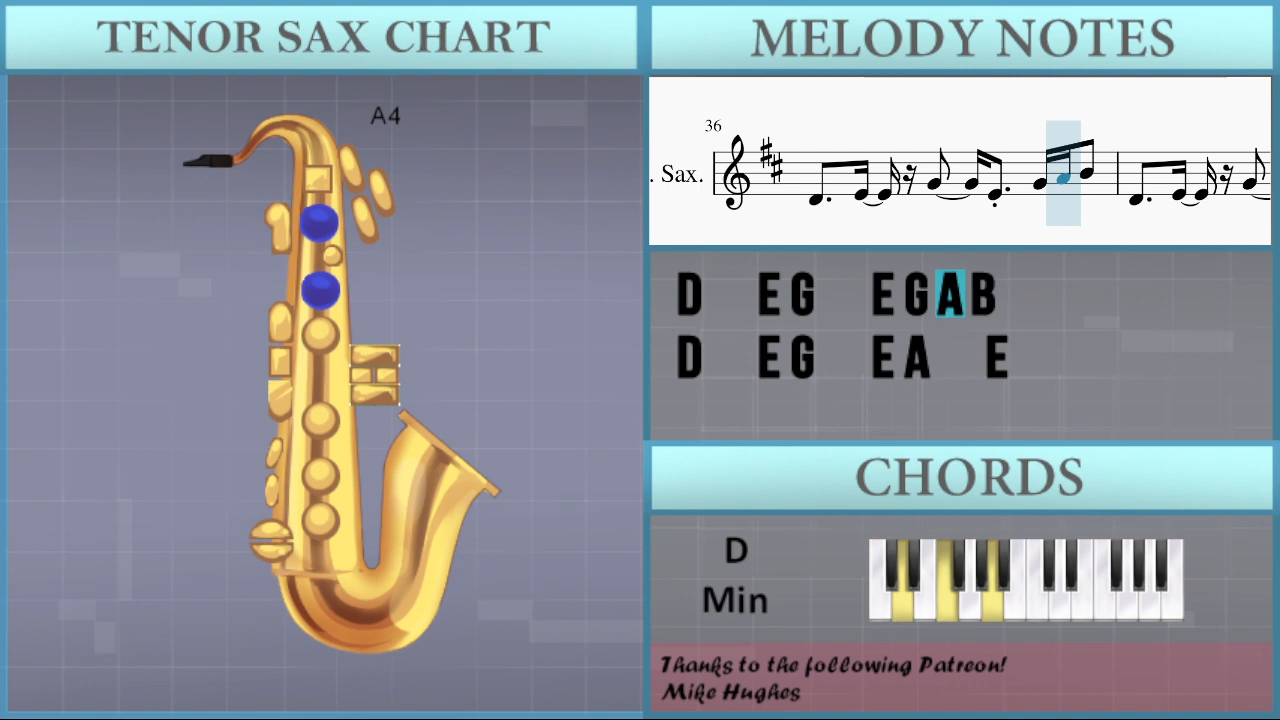 TENOR SAX CHART
A4
MELODY NOTES
36
. Sax.
D EG EGAB
D EG EA E
CHORDS
D
Min
Thanks to the following Patreon!
Mike Hughes